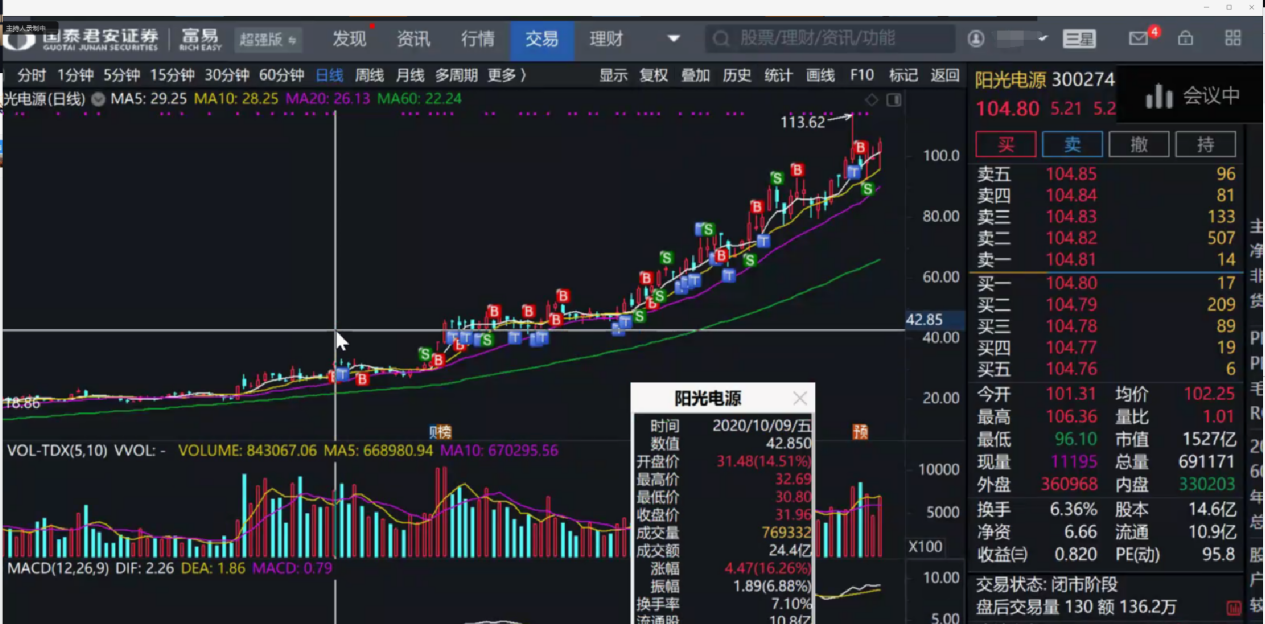 主持人录制中
国泰君安证券 富易 超强版 发现 资讯 行情 交易 理财 股票/理财/资讯/功能 三星 4
GUOTAI JUNAN SECURITIES RICH EASY
分时 1分钟 5分钟 15分钟 30分钟 60分钟 日线 周线 月线 多周期 更多 〉 显示 复权 叠加 历史 统计 画线 F10 标记 返回
光电源(日线) MA5: 29.25 MA10: 28.25 MA20: 26.13 MA60: 22.24
113.62
100.0
80.00
60.00
42.85
40.00
20.00
18.86
榜
预
VOL-TDX(5,10) VVOL: - VOLUME: 843067.06 MA5: 668980.94 MA10: 670295.56
10000
5000
X100
MACD(12,26,9) DIF: 2.26 DEA: 1.86 MACD: 0.79
10.00
5.00
阳光电源
时间 2020/10/09/五
数值 42.850
开盘价 31.48(14.51%)
最高价 32.69
最低价 30.80
收盘价 31.96
成交量 769332
成交额 24.4亿
涨幅 4.47(16.26%)
振幅 1.89(6.88%)
换手率 7.10%
流通股 10.8亿
阳光电源 300274
会议中
104.80 5.21 5.2
买 卖 撤 持
卖五 104.85 96
卖四 104.84 81
卖三 104.83 133
卖二 104.82 507
卖一 104.81 14
买一 104.80 17
买二 104.79 209
买三 104.78 89
买四 104.77 19
买五 104.76 6
今开 101.31 均价 102.25
最高 106.36 量比 1.01
最低 96.10 市值 1527亿
现量 11195 总量 691171
外盘 360968 内盘 330203
换手 6.36% 股本 14.6亿
净资 6.66 流通 10.9亿
收益㈢ 0.820 PE(动) 95.8
交易状态: 闭市阶段
盘后交易量 130 额 136.2万